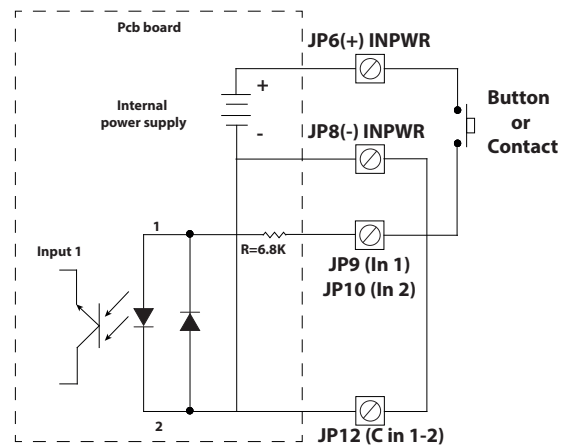 Pcb board
JP6(+) INPWR
+
Internal
power supply
-
JP8(-) INPWR
Button
or
Contact
1
Input 1
R=6.8K
JP9 (In 1)
JP10 (In 2)
2
JP12 (C in 1-2)